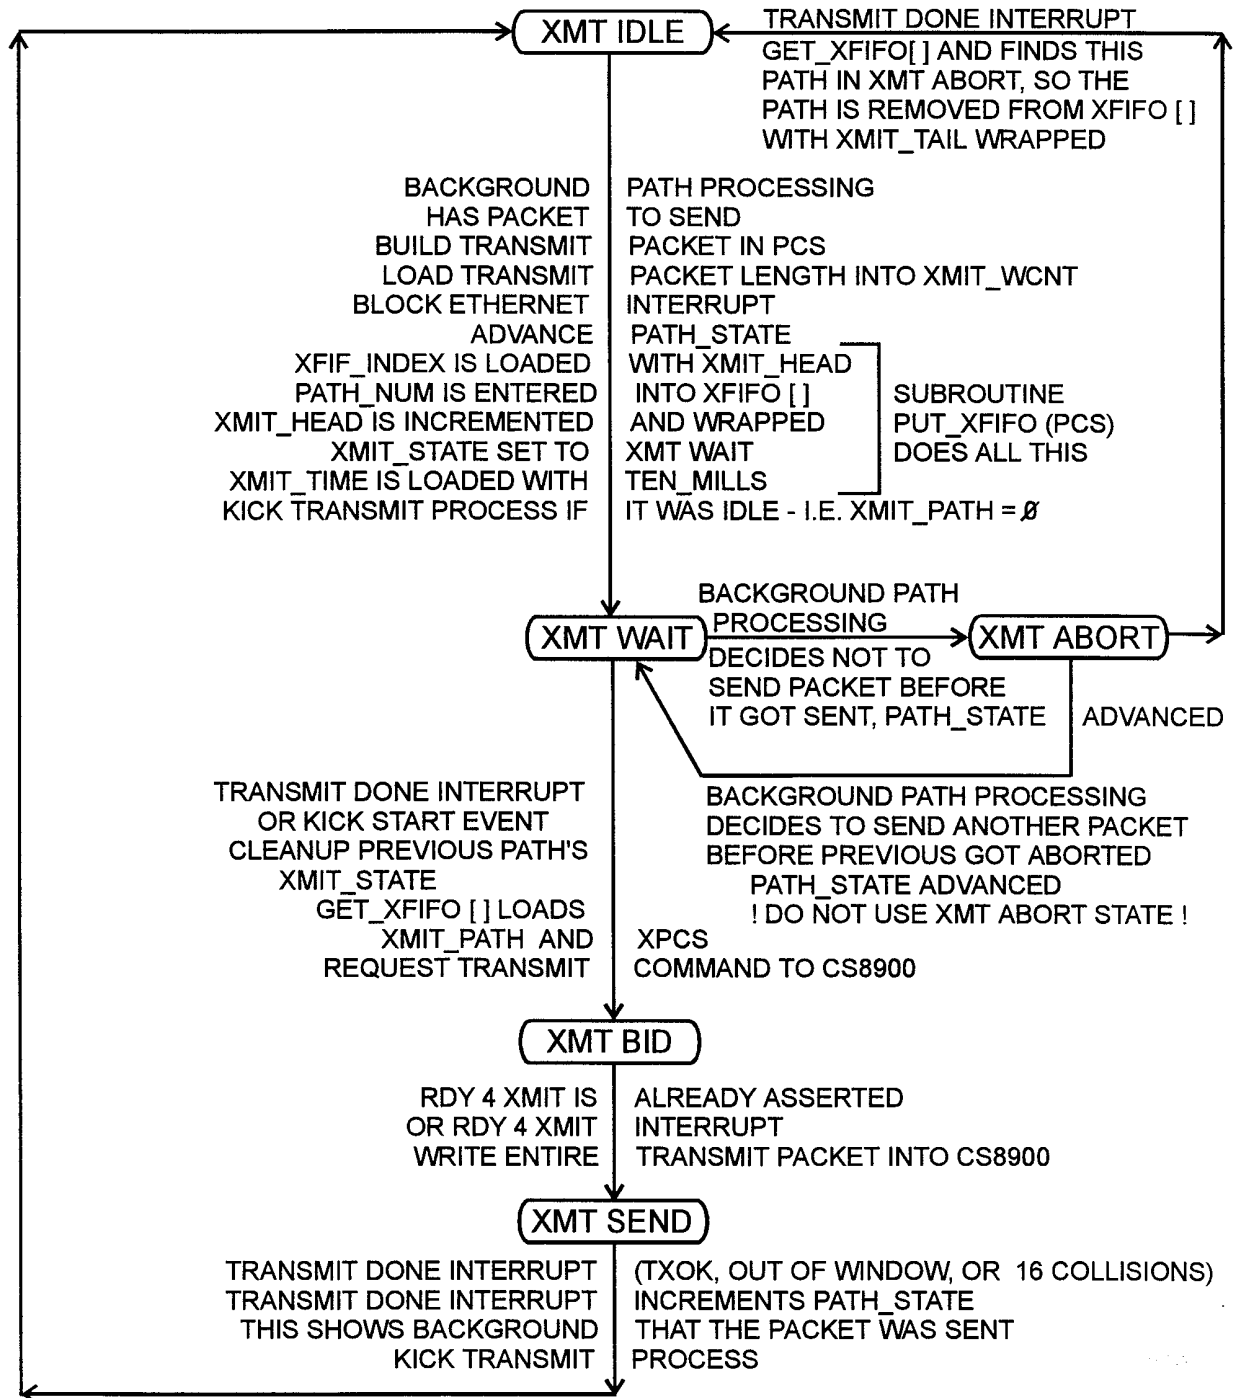 XMT IDLE
TRANSMIT DONE INTERRUPT
GET_XFIFO[ ] AND FINDS THIS
PATH IN XMT ABORT, SO THE
PATH IS REMOVED FROM XFIFO [ ]
WITH XMIT_TAIL WRAPPED
BACKGROUND PATH PROCESSING
HAS PACKET TO SEND
BUILD TRANSMIT PACKET IN PCS
LOAD TRANSMIT PACKET LENGTH INTO XMIT_WCNT
BLOCK ETHERNET INTERRUPT
ADVANCE PATH_STATE
XFIF_INDEX IS LOADED WITH XMIT_HEAD
PATH_NUM IS ENTERED INTO XFIFO [ ]
XMIT_HEAD IS INCREMENTED AND WRAPPED
XMIT_STATE SET TO XMT WAIT
XMIT_TIME IS LOADED WITH TEN_MILLS
SUBROUTINE
PUT_XFIFO (PCS)
DOES ALL THIS
KICK TRANSMIT PROCESS IF IT WAS IDLE - I.E. XMIT_PATH = Ø
XMT WAIT
BACKGROUND PATH
PROCESSING
DECIDES NOT TO
SEND PACKET BEFORE
IT GOT SENT, PATH_STATE ADVANCED
XMT ABORT
BACKGROUND PATH PROCESSING
DECIDES TO SEND ANOTHER PACKET
BEFORE PREVIOUS GOT ABORTED
PATH_STATE ADVANCED
! DO NOT USE XMT ABORT STATE !
TRANSMIT DONE INTERRUPT
OR KICK START EVENT
CLEANUP PREVIOUS PATH'S
XMIT_STATE
GET_XFIFO [ ] LOADS
XMIT_PATH AND XPCS
REQUEST TRANSMIT COMMAND TO CS8900
XMT BID
RDY 4 XMIT IS ALREADY ASSERTED
OR RDY 4 XMIT INTERRUPT
WRITE ENTIRE TRANSMIT PACKET INTO CS8900
XMT SEND
TRANSMIT DONE INTERRUPT (TXOK, OUT OF WINDOW, OR 16 COLLISIONS)
TRANSMIT DONE INTERRUPT INCREMENTS PATH_STATE
THIS SHOWS BACKGROUND THAT THE PACKET WAS SENT
KICK TRANSMIT PROCESS